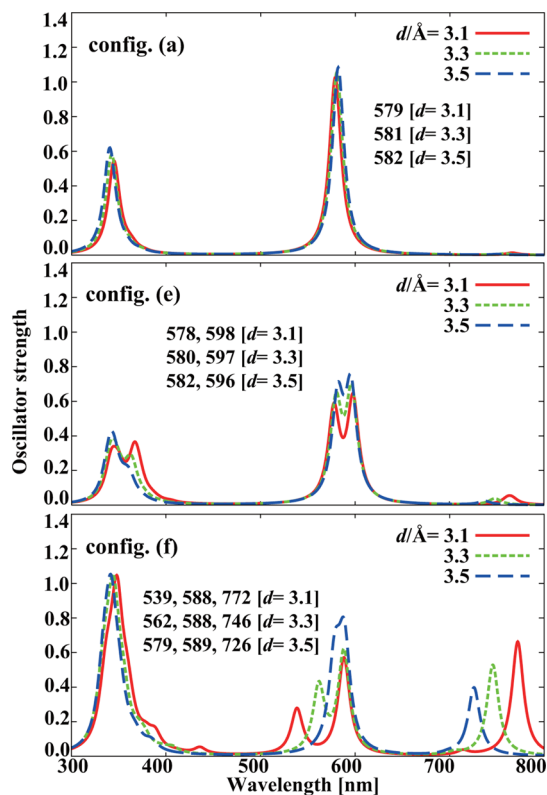 1.4
config. (a)
d/Å= 3.1
3.3
3.5
1.2
1.0
579 [d= 3.1]
581 [d= 3.3]
582 [d= 3.5]
0.8
0.6
0.4
0.2
0.0
1.4
config. (e)
d/Å= 3.1
3.3
3.5
1.2
1.0
578, 598 [d= 3.1]
580, 597 [d= 3.3]
582, 596 [d= 3.5]
0.8
0.6
0.4
0.2
0.0
Oscillator strength
1.4
config. (f)
d/Å= 3.1
3.3
3.5
1.2
1.0
539, 588, 772 [d= 3.1]
562, 588, 746 [d= 3.3]
579, 589, 726 [d= 3.5]
0.8
0.6
0.4
0.2
0.0
300 400 500 600 700 800
Wavelength [nm]